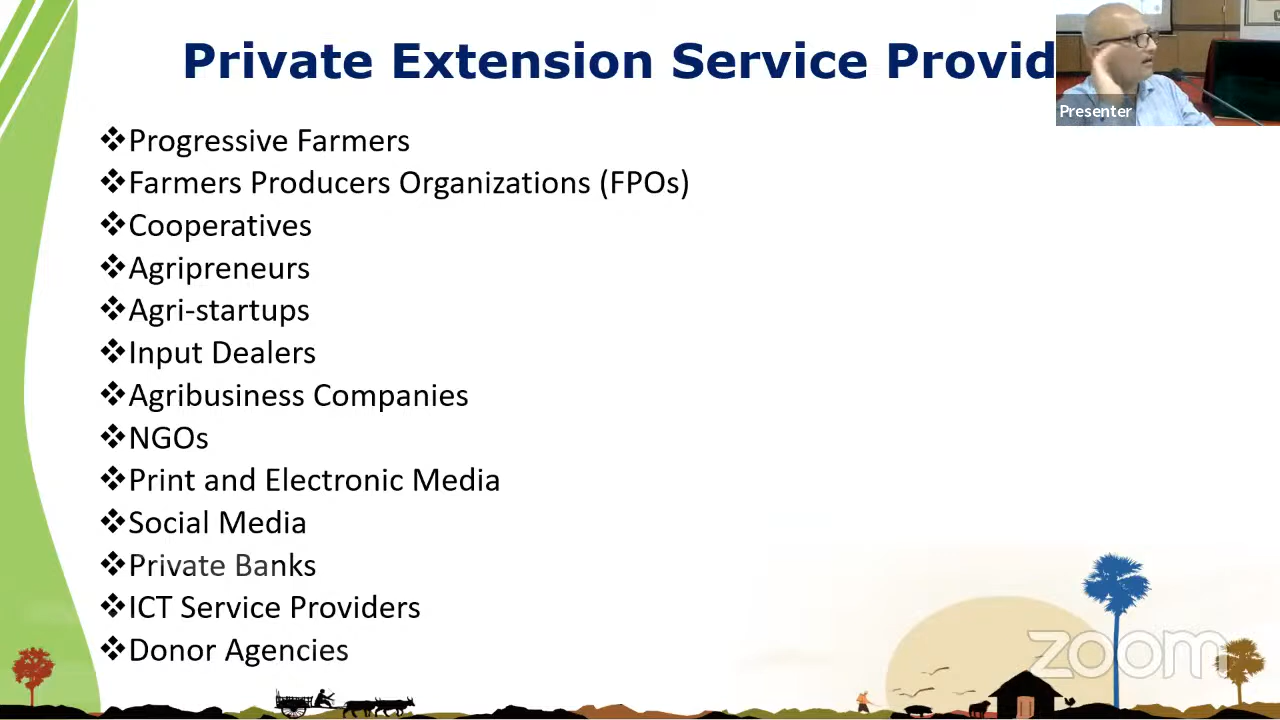 Private Extension Service Provid
Presenter
❖Progressive Farmers
❖Farmers Producers Organizations (FPOs)
❖Cooperatives
❖Agripreneurs
❖Agri-startups
❖Input Dealers
❖Agribusiness Companies
❖NGOs
❖Print and Electronic Media
❖Social Media
❖Private Banks
❖ICT Service Providers
❖Donor Agencies
zoom